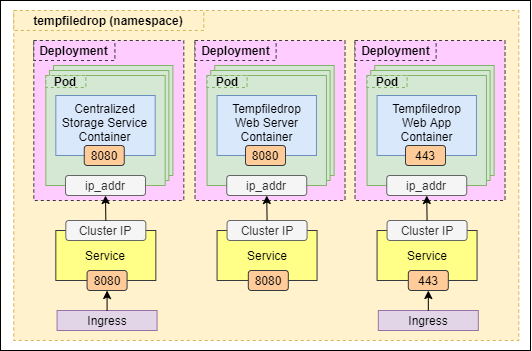 tempfiledrop (namespace)
Deployment
Pod
Centralized
Storage Service
Container
8080
ip_addr
Cluster IP
Service
8080
Ingress
Deployment
Pod
Tempfiledrop
Web Server
Container
8080
ip_addr
Cluster IP
Service
8080
Deployment
Pod
Tempfiledrop
Web App
Container
443
ip_addr
Cluster IP
Service
443
Ingress